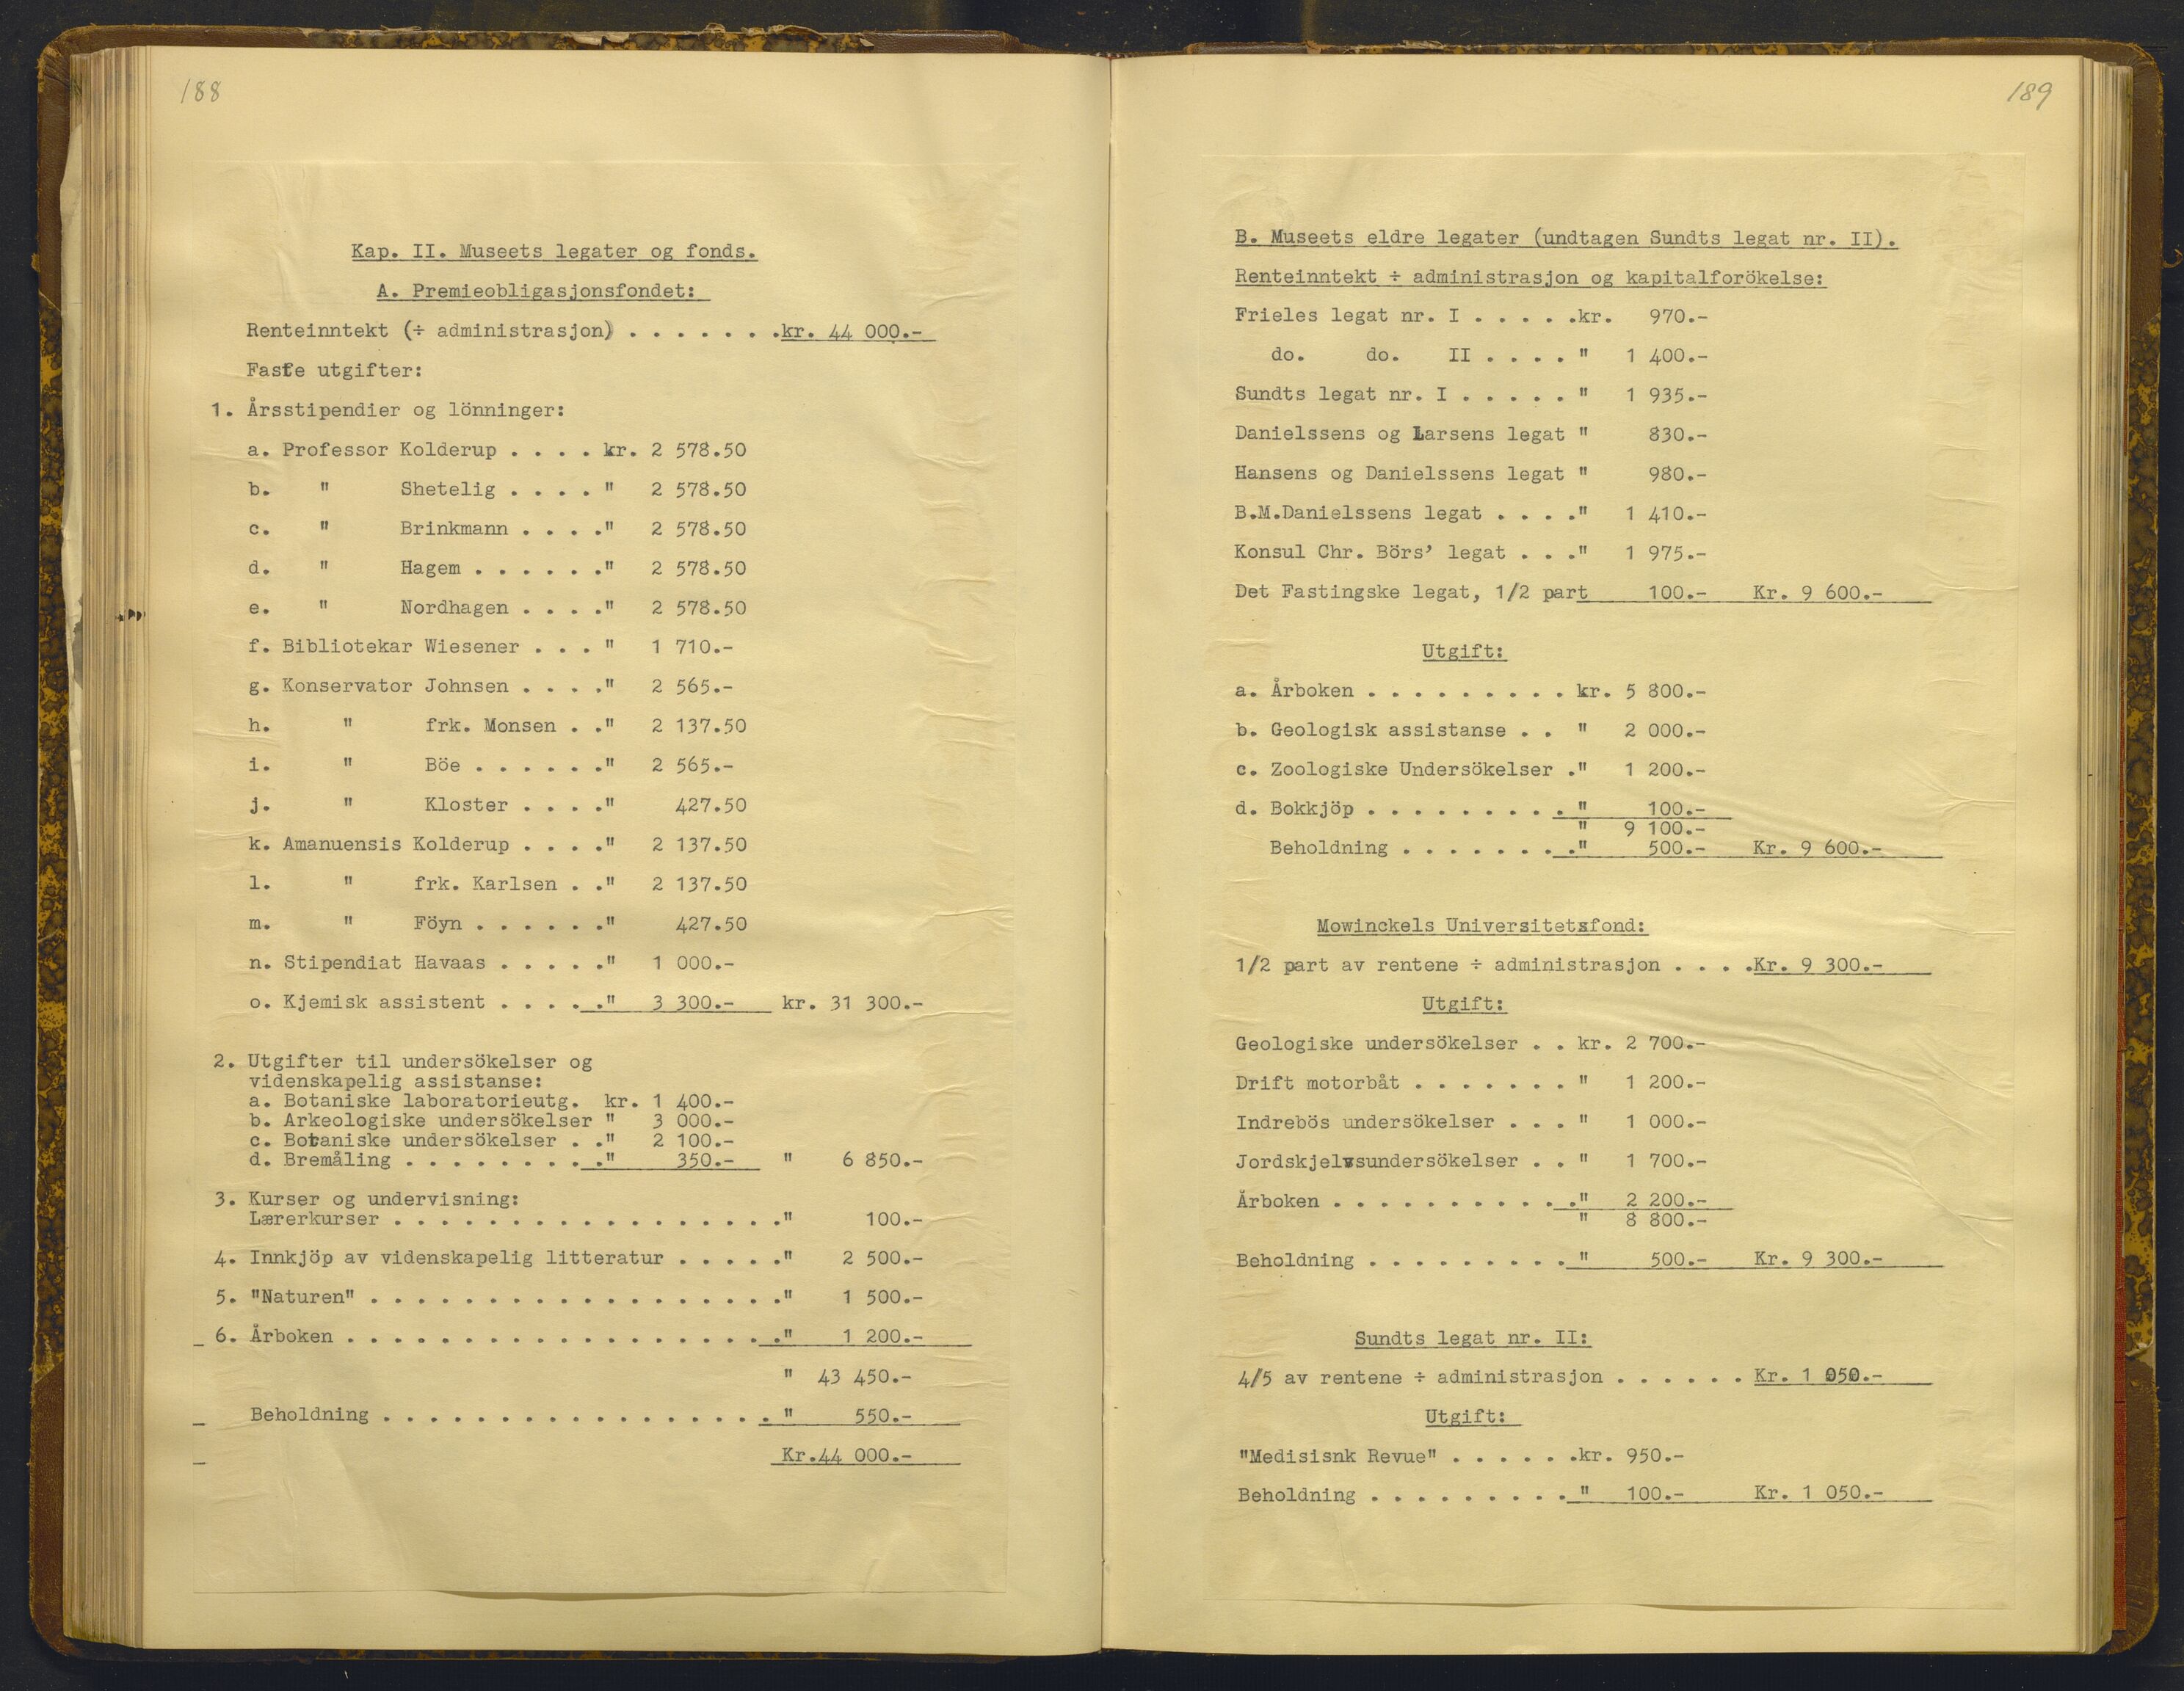 188
Kap. II. Museets legater og fonds.
A. Premieobligasjonsfondet:
Renteinntekt (÷ administrasjon) . . . . . . .kr. 44 000.-
Faste utgifter:
1. Årsstipendier og lönninger:
a. Professor Kolderup . . . . kr. 2 578.50
b. " Shetelig . . . . " 2 578.50
c. " Brinkmann . . . ." 2 578.50
d. " Hagem . . . . . ." 2 578.50
e. " Nordhagen . . . ." 2 578.50
f. Bibliotekar Wiesener . . . " 1 710.-
g. Konservator Johnsen . . . ." 2 565.-
h. " frk. Monsen . ." 2 137.50
i. " Böe . . . . . ." 2 565.-
j. " Kloster . . . ." 427.50
k. Amanuensis Kolderup . . . ." 2 137.50
l. " frk. Karlsen . ." 2 137.50
m. " Föyn . . . . . ." 427.50
n. Stipendiat Havaas . . . . ." 1 000.-
o. Kjemisk assistent . . . . ." 3 300.- kr. 31 300.-
2. Utgifter til undersökelser og
videnskapelig assistanse:
a. Botaniske laboratorieutg. kr. 1 400.-
b. Arkeologiske undersökelser " 3 000.-
c. Botaniske undersökelser . ." 2 100.-
d. Bremåling . . . . . . . . ." 350.- " 6 850.-
3. Kurser og undervisning:
Lærerkurser . . . . . . . . . . . . . . . . ." 100.-
4. Innkjöp av videnskapelig litteratur . . . . ." 2 500.-
5. "Naturen" . . . . . . . . . . . . . . . . . ." 1 500.-
6. Årboken . . . . . . . . . . . . . . . . . . ." 1 200.-
" 43 450.-
Beholdning . . . . . . . . . . . . . . . . . " 550.-
Kr.44 000.-
189
B. Museets eldre legater (undtagen Sundts legat nr. II).
Renteinntekt ÷ administrasjon og kapitalforökelse:
Frieles legat nr. I . . . . .kr. 970.-
do. do. II . . . . " 1 400.-
Sundts legat nr. I . . . . . " 1 935.-
Danielssens og Larsens legat " 830.-
Hansens og Danielssens legat " 980.-
B.M.Danielssens legat . . . ." 1 410.-
Konsul Chr. Börs' legat . . ." 1 975.-
Det Fastingske legat, 1/2 part 100.- Kr. 9 600.-
Utgift:
a. Årboken . . . . . . . . . kr. 5 800.-
b. Geologisk assistanse . . " 2 000.-
c. Zoologiske Undersökelser ." 1 200.-
d. Bokkjöp . . . . . . . . . " 100.-
" 9 100.-
Beholdning . . . . . . . ." 500.- Kr. 9 600.-
Mowinckels Universitetsfond:
1/2 part av rentene ÷ administrasjon . . . .Kr. 9 300.-
Utgift:
Geologiske undersökelser . . kr. 2 700.-
Drift motorbåt . . . . . . . " 1 200.-
Indrebös undersökelser . . . " 1 000.-
Jordskjelvsundersökelser . . " 1 700.-
Årboken . . . . . . . . . . ." 2 200.-
" 8 800.-
Beholdning . . . . . . . . . " 500.- Kr. 9 300.-
Sundts legat nr. II:
4/5 av rentene ÷ administrasjon . . . . . . Kr. 1 050.-
Utgift:
"Medisisnk Revue" . . . . . .kr. 950.-
Beholdning . . . . . . . . . " 100.- Kr. 1 050.-